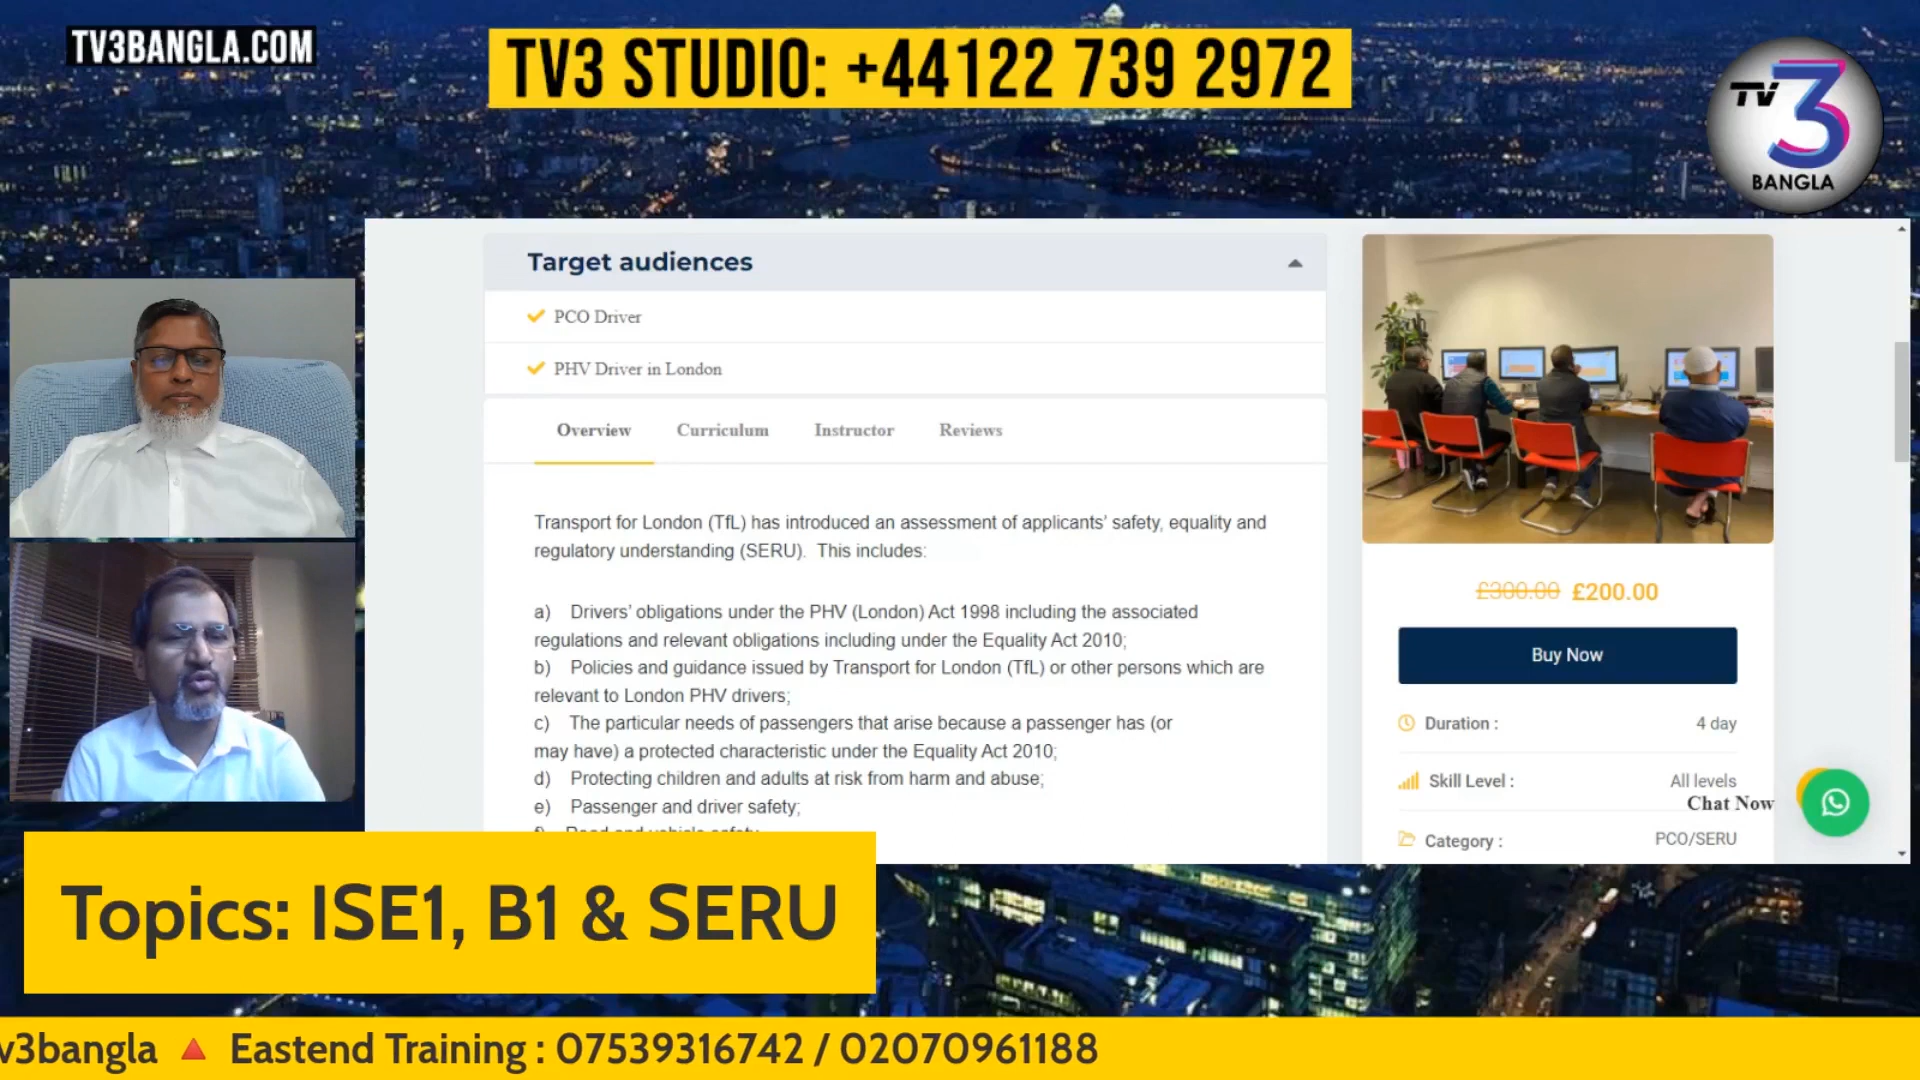 TV3BANGLA.COM
TV3 STUDIO: +44122 739 2972
TV3
BANGLA
Target audiences
PCO Driver
PHV Driver in London
Overview Curriculum Instructor Reviews
Transport for London (TfL) has introduced an assessment of applicants' safety, equality and
regulatory understanding (SERU). This includes:
a) Drivers' obligations under the PHV (London) Act 1998 including the associated
regulations and relevant obligations including under the Equality Act 2010;
b) Policies and guidance issued by Transport for London (TfL) or other persons which are
relevant to London PHV drivers;
c) The particular needs of passengers that arise because a passenger has (or
may have) a protected characteristic under the Equality Act 2010;
d) Protecting children and adults at risk from harm and abuse;
e) Passenger and driver safety;
f) Road and vehicle safety
£300.00 £200.00
Buy Now
Duration : 4 day
Skill Level : All levels
Chat Now
Category : PCO/SERU
Topics: ISE1, B1 & SERU
v3bangla 🔺 Eastend Training : 07539316742 / 02070961188